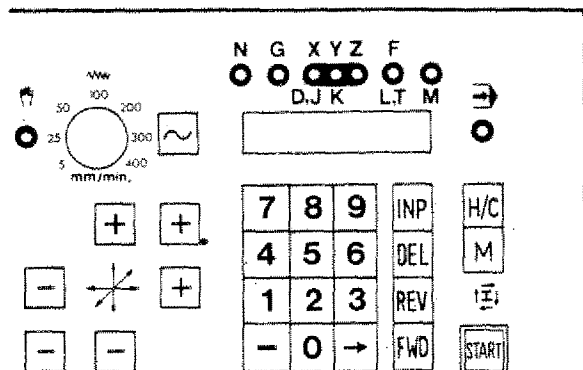 N G X Y Z F
D.J K L.T M
50 100 200
25 300
5 400
mm/min.
+ +
- +
- -
7 8 9 INP H/C
4 5 6 DEL M
1 2 3 REV
- 0 → FWD START